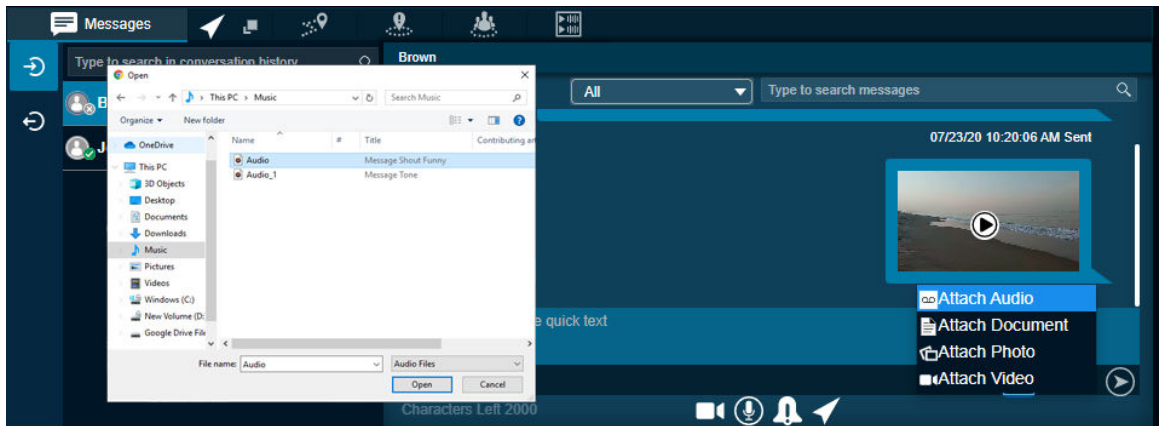 Messages
Type to search in conversation history
Brown
All
Type to search messages
07/23/20 10:20:06 AM Sent
Open
This PC > Music
Search Music
Organize
New folder
Name
#
Title
Contributing art
OneDrive
This PC
3D Objects
Desktop
Documents
Downloads
Music
Pictures
Videos
Windows (C:)
New Volume (D:
Google Drive File
Audio
Message Shout Funny
Audio_1
Message Tone
File name:
Audio
Audio Files
Open
Cancel
B
J
e quick text
Attach Audio
Attach Document
Attach Photo
Attach Video
Characters Left 2000